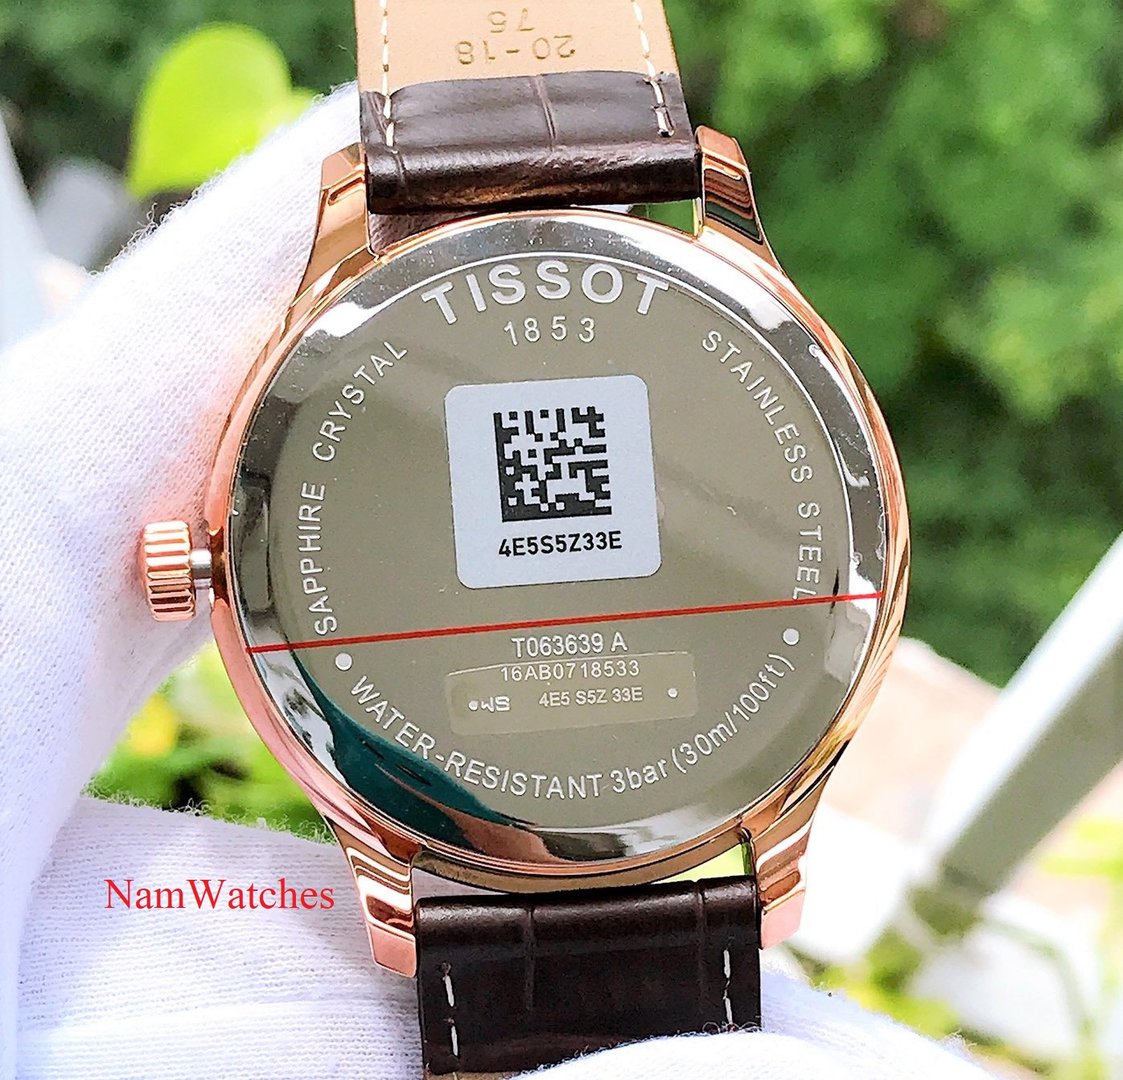 20-18
75
TISSOT
1853
SAPPHIRE CRYSTAL
STAINLESS STEEL
4E5S5Z33E
T063639 A
16AB0718533
4E5 S5Z 33E
WATER-RESISTANT 3bar (30m/100ft)
NamWatches